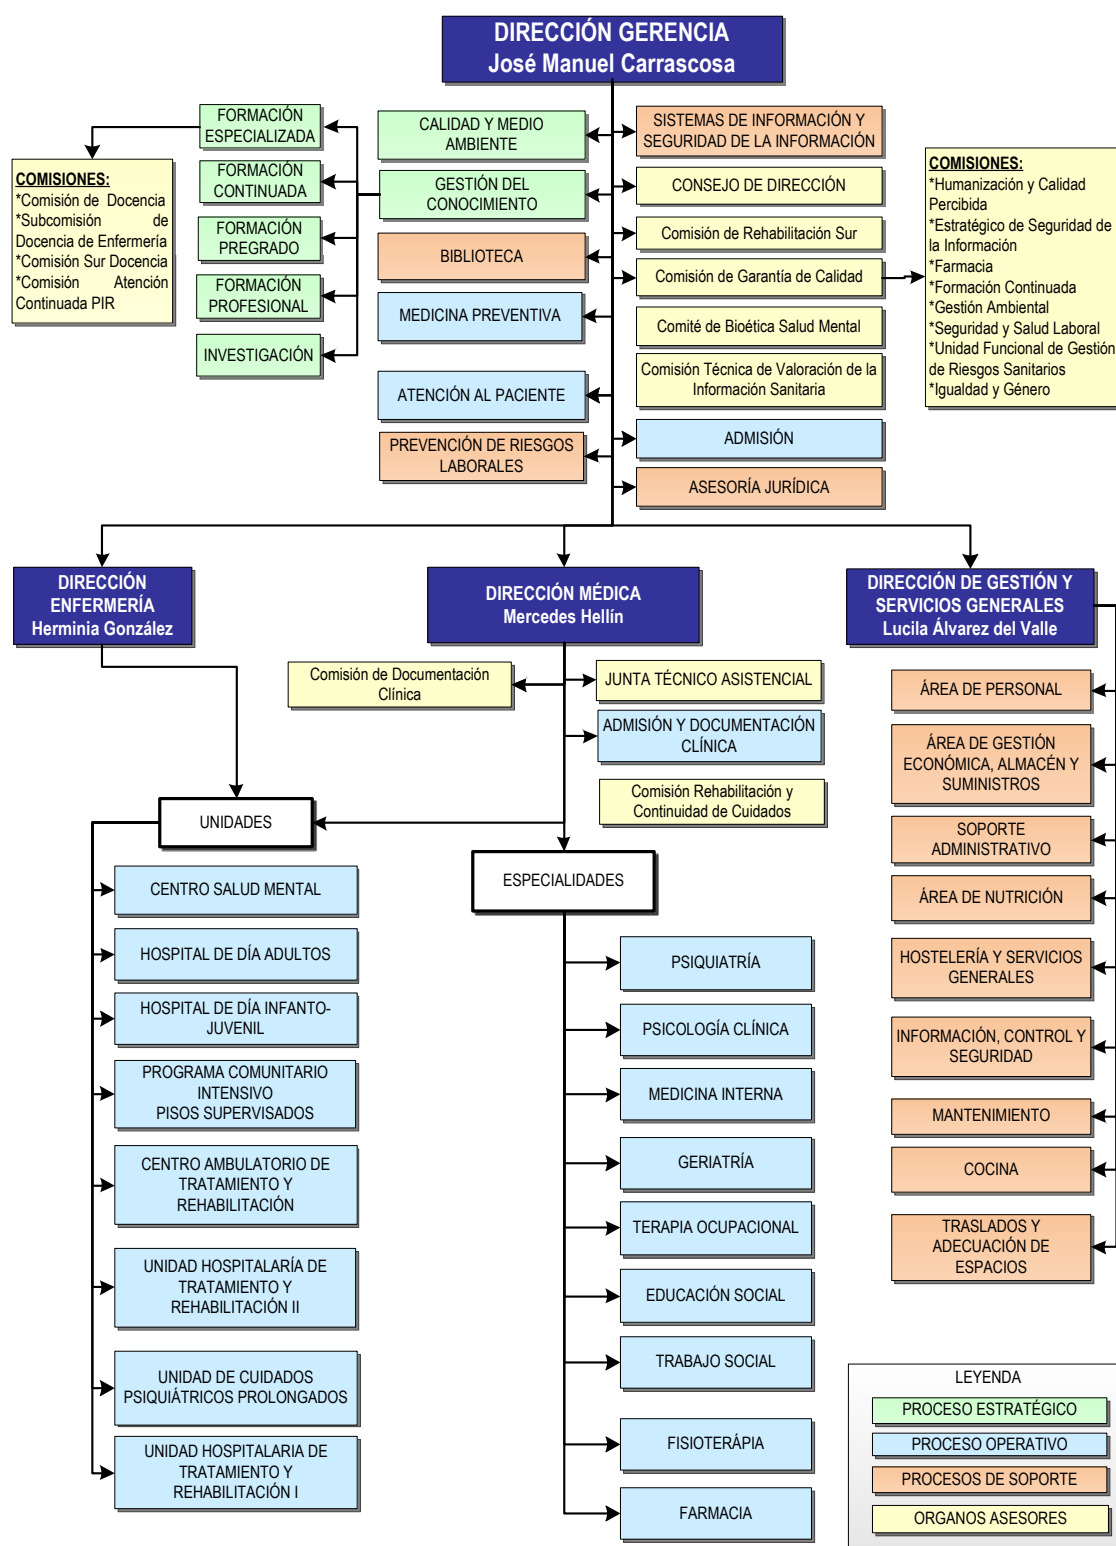 DIRECCIÓN GERENCIA
José Manuel Carrascosa
FORMACIÓN
ESPECIALIZADA
FORMACIÓN
CONTINUADA
FORMACIÓN
PREGRADO
FORMACIÓN
PROFESIONAL
INVESTIGACIÓN
COMISIONES:
*Comisión de Docencia
*Subcomisión de
Docencia de Enfermería
*Comisión Sur Docencia
*Comisión Atención
Continuada PIR
CALIDAD Y MEDIO
AMBIENTE
GESTIÓN DEL
CONOCIMIENTO
BIBLIOTECA
MEDICINA PREVENTIVA
ATENCIÓN AL PACIENTE
PREVENCIÓN DE RIESGOS
LABORALES
SISTEMAS DE INFORMACIÓN Y
SEGURIDAD DE LA INFORMACIÓN
CONSEJO DE DIRECCIÓN
Comisión de Rehabilitación Sur
Comisión de Garantía de Calidad
Comité de Bioética Salud Mental
Comisión Técnica de Valoración de la
Información Sanitaria
ADMISIÓN
ASESORÍA JURÍDICA
COMISIONES:
*Humanización y Calidad
Percibida
*Estratégico de Seguridad de
la Información
*Farmacia
*Formación Continuada
*Gestión Ambiental
*Seguridad y Salud Laboral
*Unidad Funcional de Gestión
de Riesgos Sanitarios
*Igualdad y Género
DIRECCIÓN
ENFERMERÍA
Herminia González
DIRECCIÓN MÉDICA
Mercedes Hellín
DIRECCIÓN DE GESTIÓN Y
SERVICIOS GENERALES
Lucila Álvarez del Valle
Comisión de Documentación
Clínica
JUNTA TÉCNICO ASISTENCIAL
ADMISIÓN Y DOCUMENTACIÓN
CLÍNICA
Comisión Rehabilitación y
Continuidad de Cuidados
UNIDADES
CENTRO SALUD MENTAL
HOSPITAL DE DÍA ADULTOS
HOSPITAL DE DÍA INFANTO-
JUVENIL
PROGRAMA COMUNITARIO
INTENSIVO
PISOS SUPERVISADOS
CENTRO AMBULATORIO DE
TRATAMIENTO Y
REHABILITACIÓN
UNIDAD HOSPITALARÍA DE
TRATAMIENTO Y
REHABILITACIÓN II
UNIDAD DE CUIDADOS
PSIQUIÁTRICOS PROLONGADOS
UNIDAD HOSPITALARIA DE
TRATAMIENTO Y
REHABILITACIÓN I
ESPECIALIDADES
PSIQUIATRÍA
PSICOLOGÍA CLÍNICA
MEDICINA INTERNA
GERIATRÍA
TERAPIA OCUPACIONAL
EDUCACIÓN SOCIAL
TRABAJO SOCIAL
FISIOTERÁPIA
FARMACIA
ÁREA DE PERSONAL
ÁREA DE GESTIÓN
ECONÓMICA, ALMACÉN Y
SUMINISTROS
SOPORTE
ADMINISTRATIVO
ÁREA DE NUTRICIÓN
HOSTELERÍA Y SERVICIOS
GENERALES
INFORMACIÓN, CONTROL Y
SEGURIDAD
MANTENIMIENTO
COCINA
TRASLADOS Y
ADECUACIÓN DE
ESPACIOS
LEYENDA
PROCESO ESTRATÉGICO
PROCESO OPERATIVO
PROCESOS DE SOPORTE
ORGANOS ASESORES